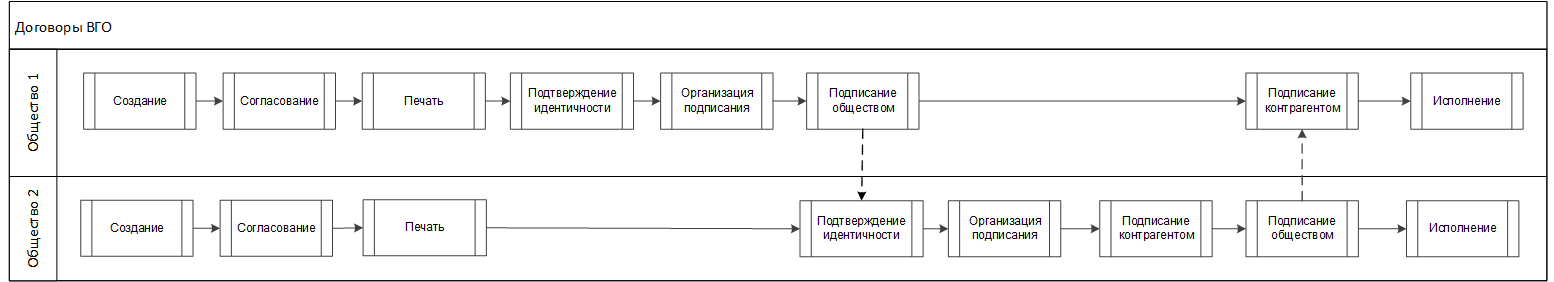 Договоры ВГО
Общество 1
Создание
Согласование
Печать
Подтверждение
идентичности
Организация
подписания
Подписание
обществом
Подписание
контрагентом
Исполнение
Общество 2
Создание
Согласование
Печать
Подтверждение
идентичности
Организация
подписания
Подписание
контрагентом
Подписание
обществом
Исполнение